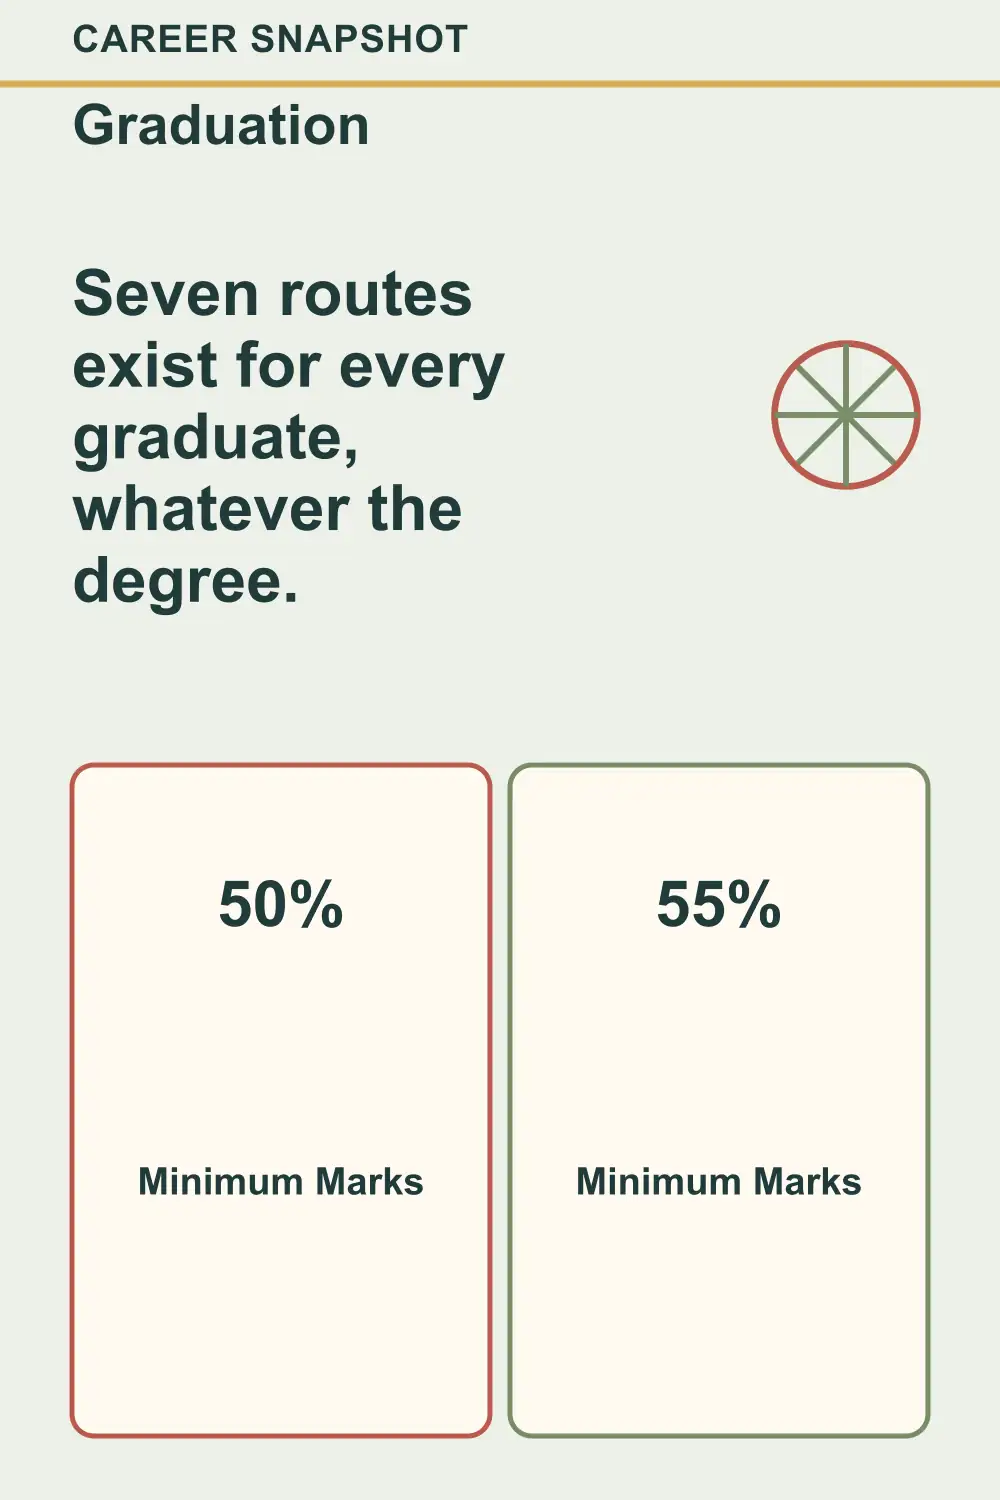 CAREER SNAPSHOT
Graduation
Seven routes
exist for every
graduate,
whatever the
degree.
50%
Minimum Marks
55%
Minimum Marks